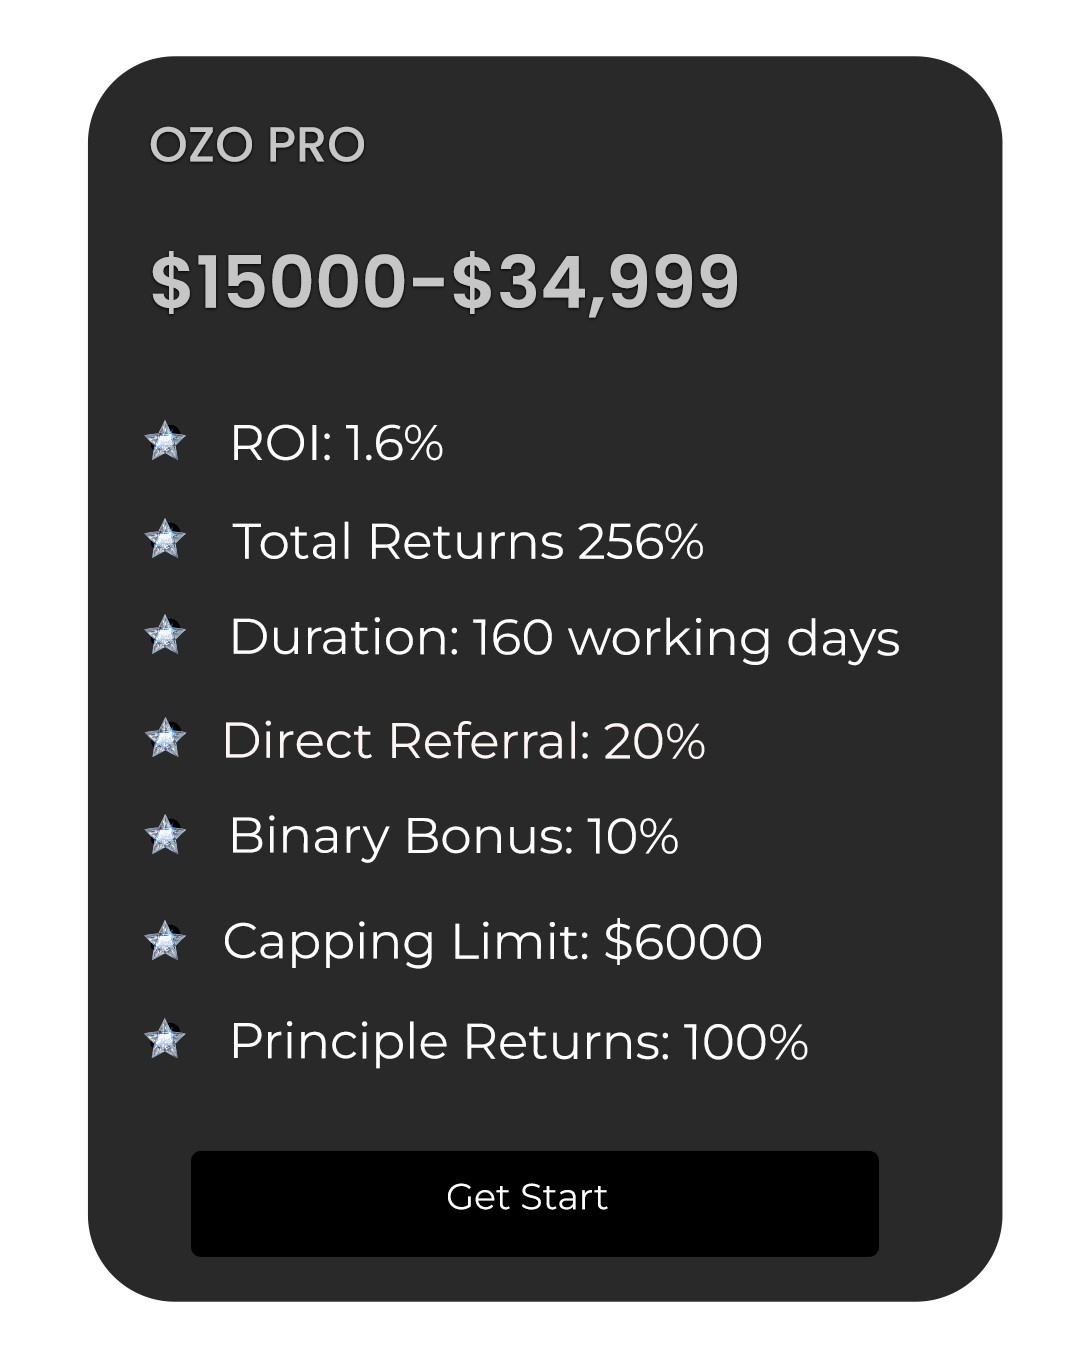 OZO PRO
$15000-$34,999
ROI: 1.6%
Total Returns 256%
Duration: 160 working days
Direct Referral: 20%
Binary Bonus: 10%
Capping Limit: $6000
Principle Returns: 100%
Get Start